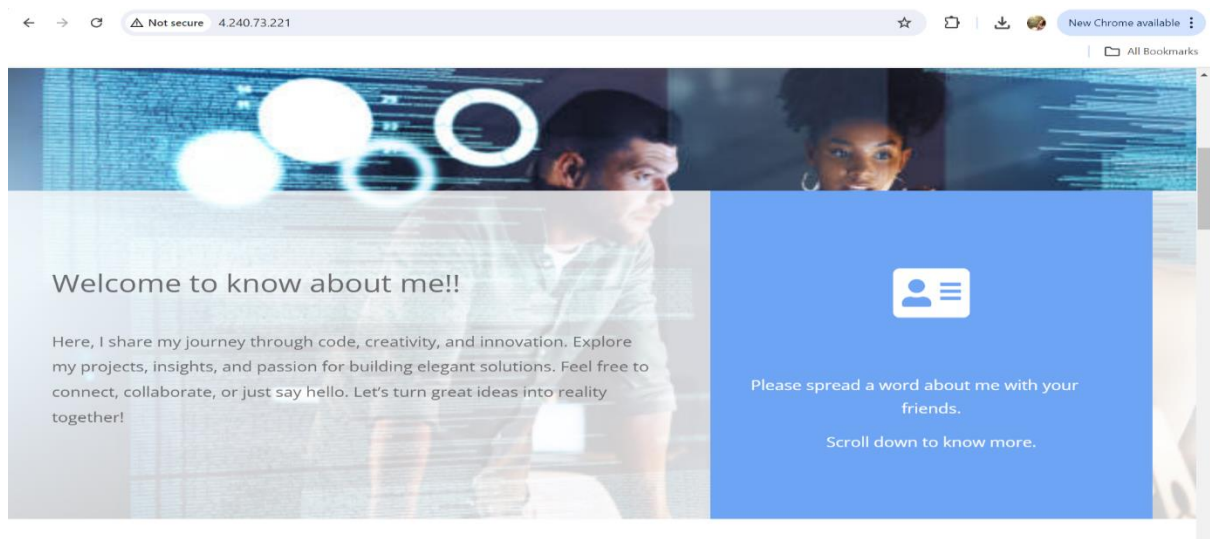 Not secure 4.240.73.221 New Chrome available
All Bookmarks
Welcome to know about me!!
Here, I share my journey through code, creativity, and innovation. Explore
my projects, insights, and passion for building elegant solutions. Feel free to
connect, collaborate, or just say hello. Let's turn great ideas into reality
together!
Please spread a word about me with your
friends.
Scroll down to know more.